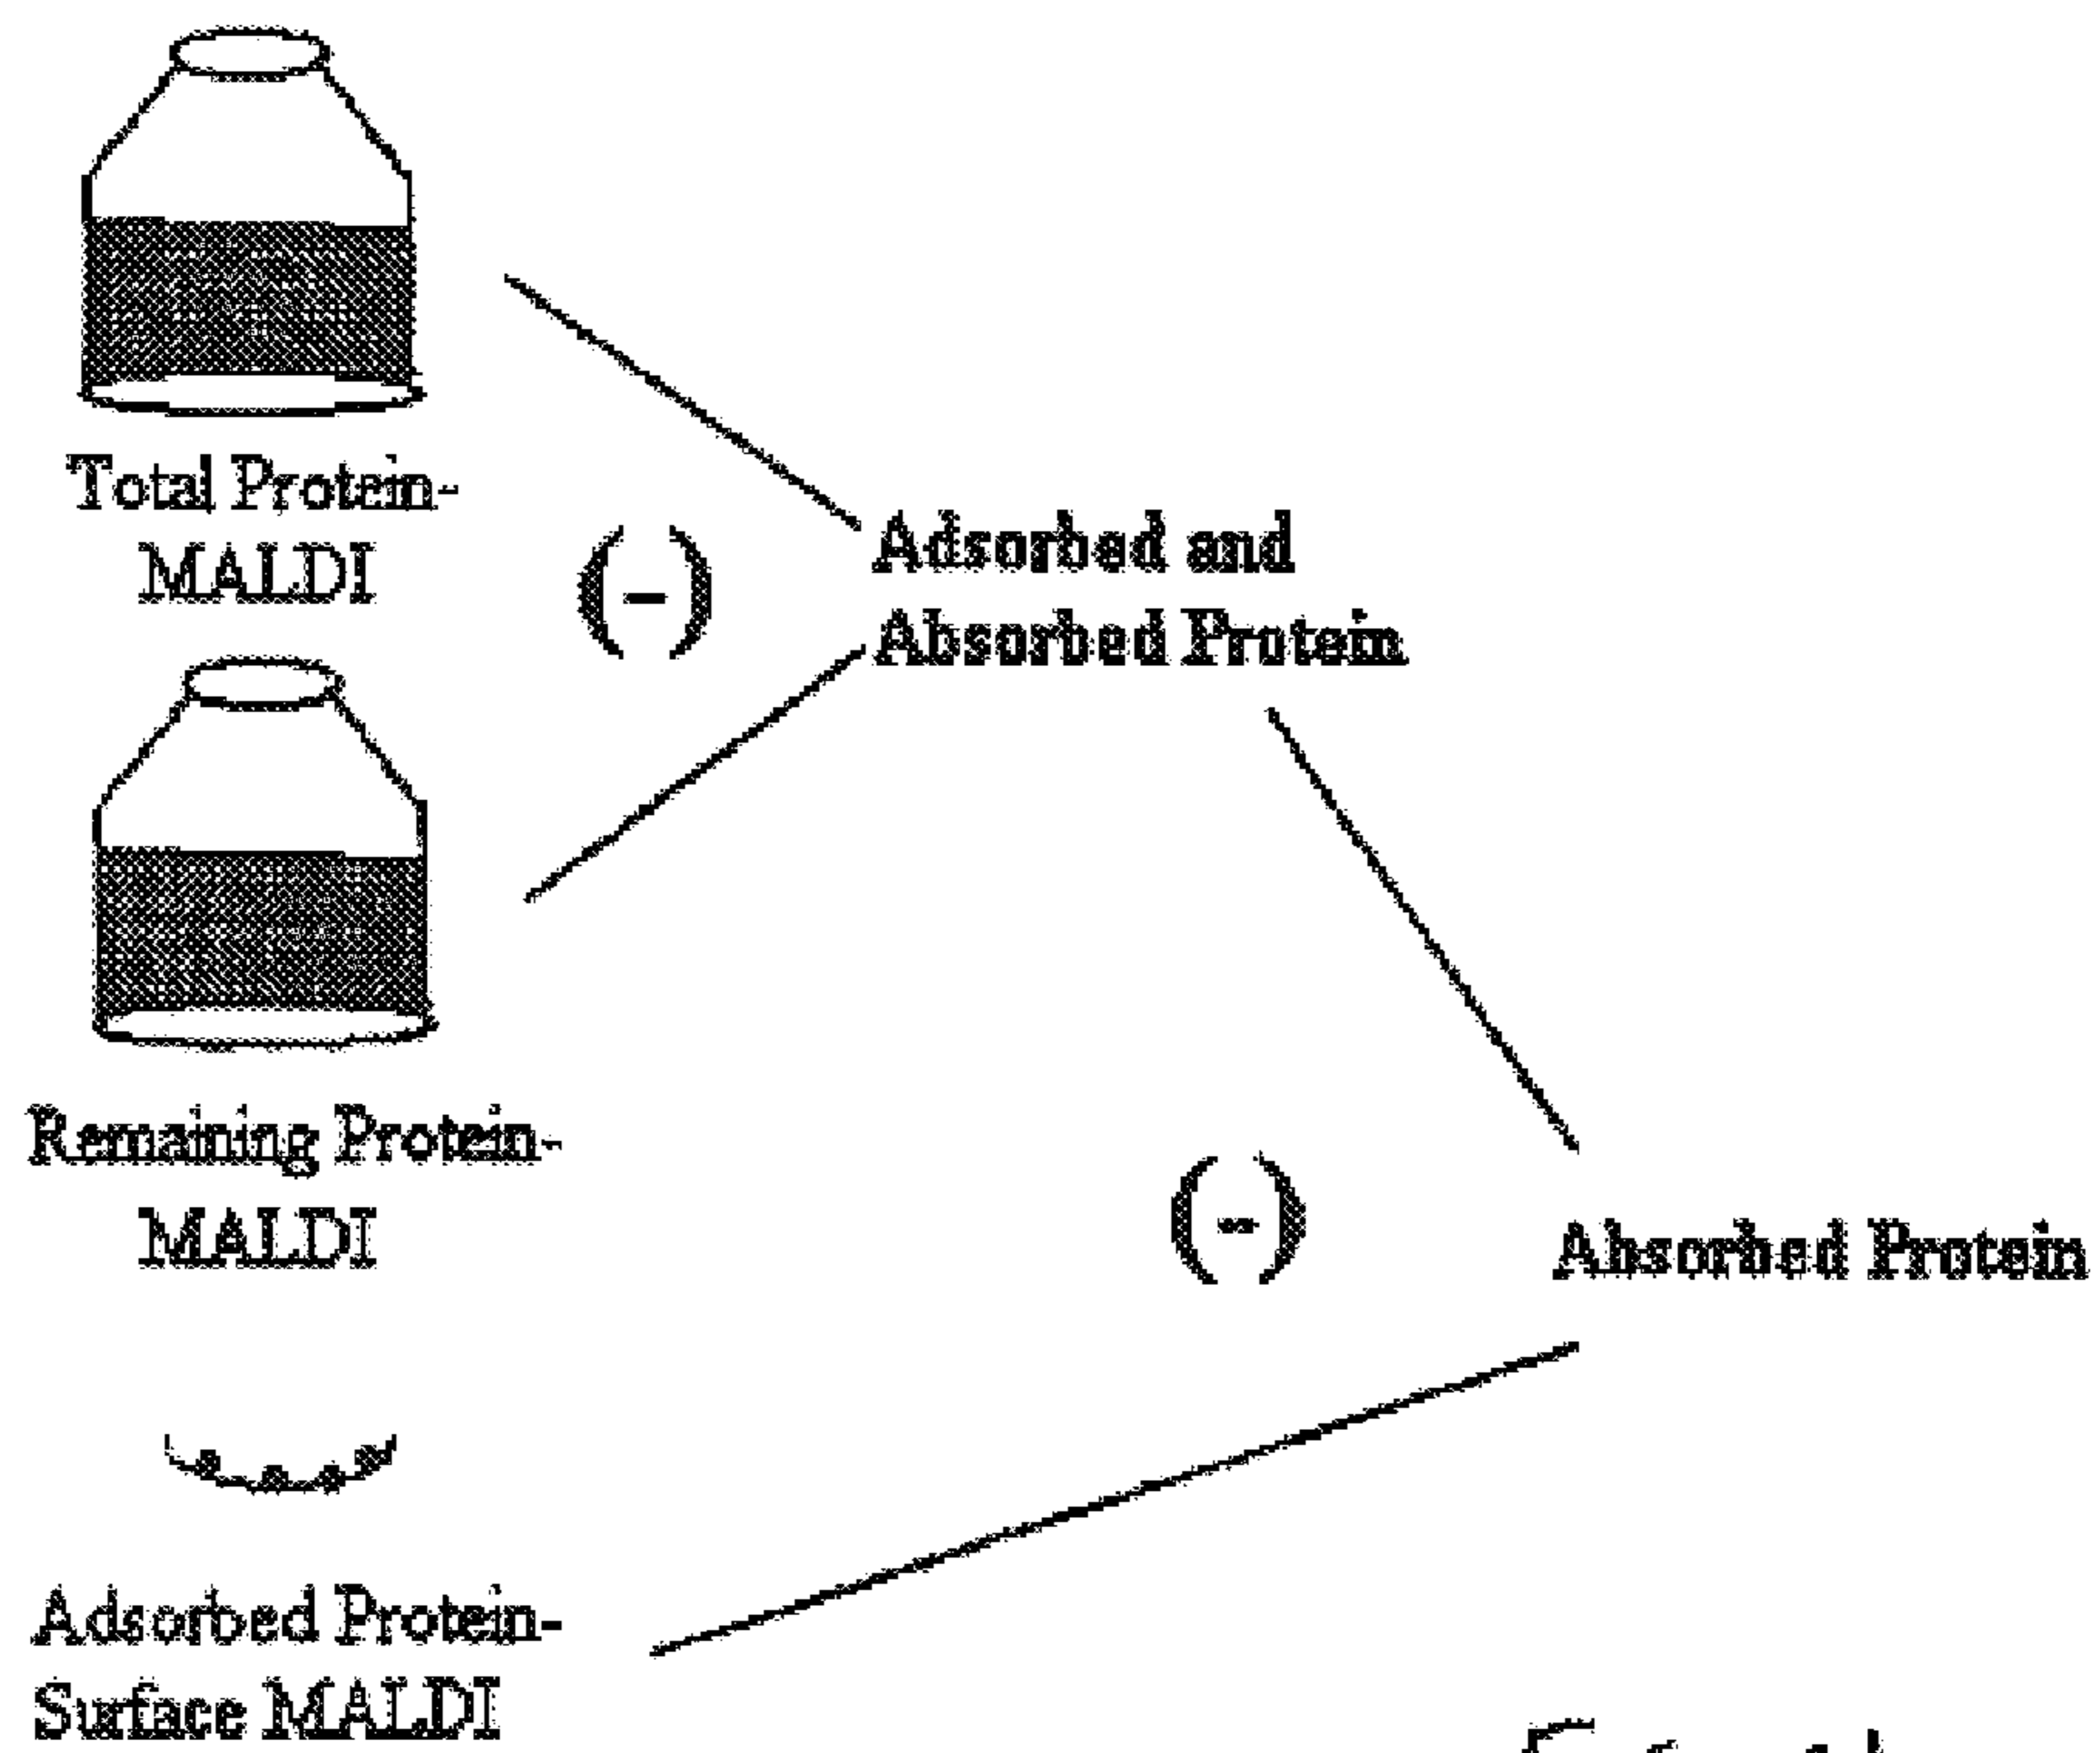 Total Protein-
MALDI
(-)
Adsorbed and
Absorbed Protein
Remaining Protein-
MALDI
(-)
Absorbed Protein
Adsorbed Protein-
Surface MALDI